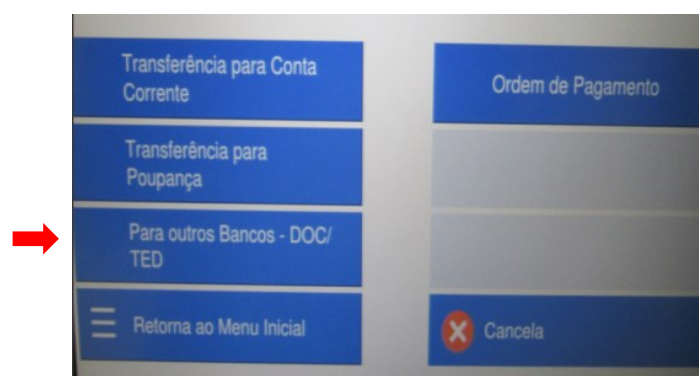 Transferência para Conta
Corrente
Ordem de Pagamento
Transferência para
Poupança
Para outros Bancos - DOC/
TED
Retorna ao Menu Inicial
Cancela